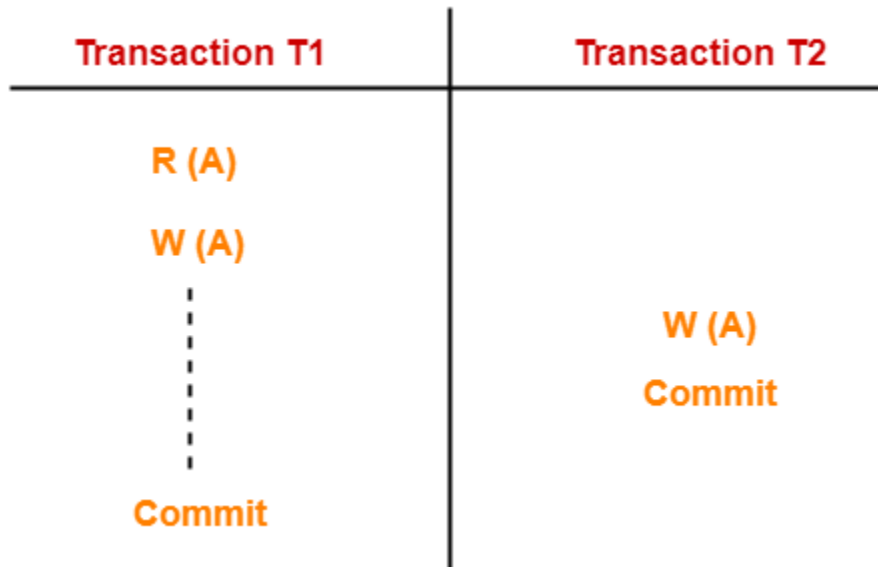 Transaction T1 Transaction T2
R (A)
W (A)
W (A)
Commit
Commit